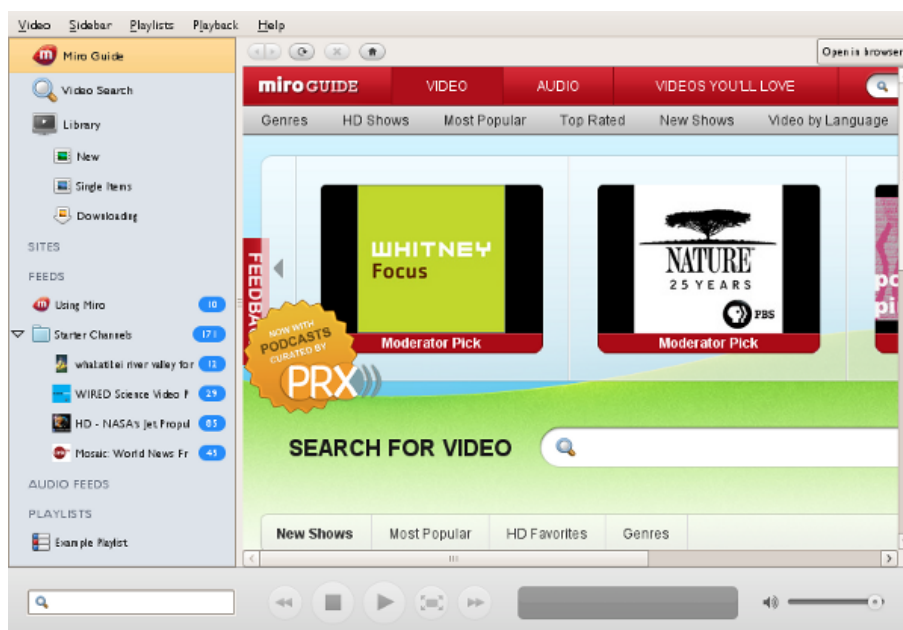 Video Sidebar Playlists Playback Help
Miro Guide
Open in browser
Video Search
Library
New
Single Items
Downloading
SITES
FEEDS
Using Miro 10
Starter Channels
12
WIRED Science Video 29
HD - NASA's Jet Propul
Mosaic: World News Fr
AUDIO FEEDS
PLAYLISTS
Example Playlist
miro GUIDE VIDEO AUDIO VIDEOS YOU'LL LOVE
Genres HD Shows Most Popular Top Rated New Shows Video by Language
FEEDBA
WHITNEY
Focus
Moderator Pick
NATURE
25 YEARS
PBS
Moderator Pick
po
pi
NOW WITH
PODCASTS
CURATED BY
PRX
SEARCH FOR VIDEO
New Shows Most Popular HD Favorites Genres